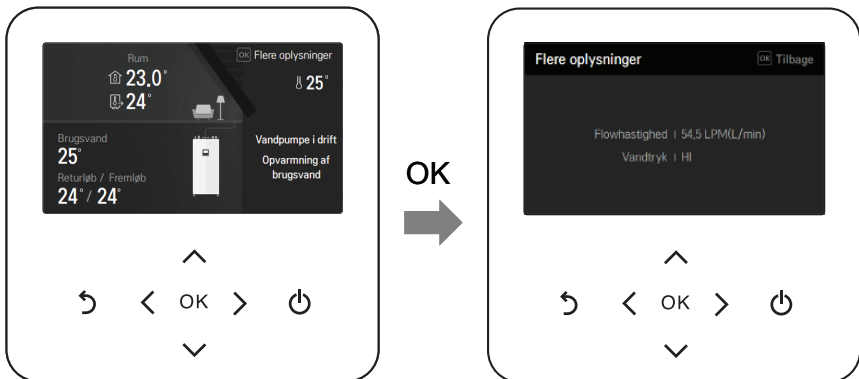 Rum
OK Flere oplysninger
23.0°
24°
25°
Brugsvand
25°
Returløb / Fremløb
24° / 24°
Vandpumpe i drift
Opvarmning af
brugsvand
OK
OK
Flere oplysninger
OK Tilbage
Flowhastighed | 54,5 LPM(L/min)
Vandtryk | HI
OK